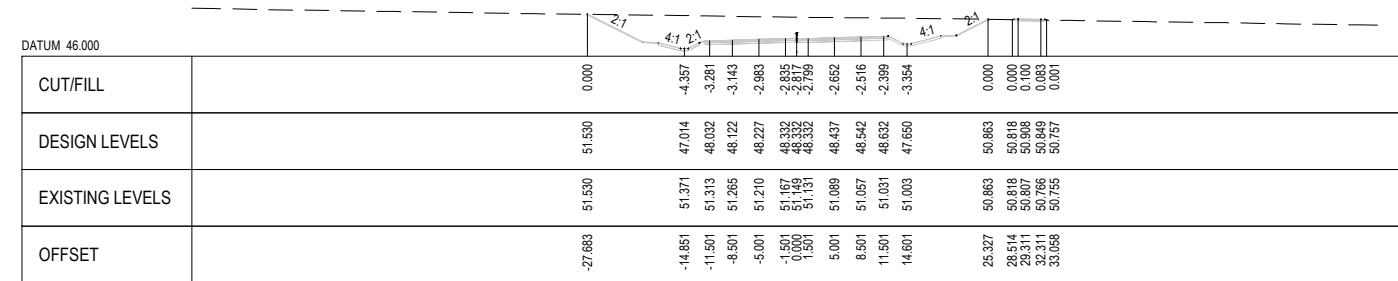 2:1 4:1 2:1 4:1 2:1
DATUM 46.000
CUT/FILL 0.000 -4.357 -3.281 -3.143 -2.983 -2.835 -2.817 -2.799 -2.652 -2.516 -2.399 -3.354 0.000 0.000 0.100 0.083 0.001
DESIGN LEVELS 51.530 47.014 48.032 48.122 48.227 48.332 48.332 48.332 48.437 48.542 48.632 47.650 50.863 50.818 50.908 50.849 50.757
EXISTING LEVELS 51.530 51.371 51.313 51.265 51.210 51.167 51.149 51.131 51.089 51.057 51.031 51.003 50.863 50.818 50.807 50.766 50.755
OFFSET -27.683 -14.851 -11.501 -8.501 -5.001 -1.501 0.000 1.501 5.001 8.501 11.501 14.601 25.327 28.514 29.311 32.311 33.058